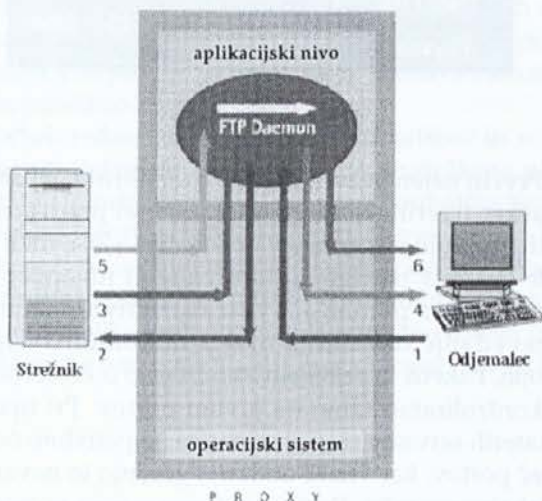 aplikacijski nivo
FTP Daemon
5
6
3
4
2
1
Strežnik
Odjemalec
operacijski sistem
P R O X Y